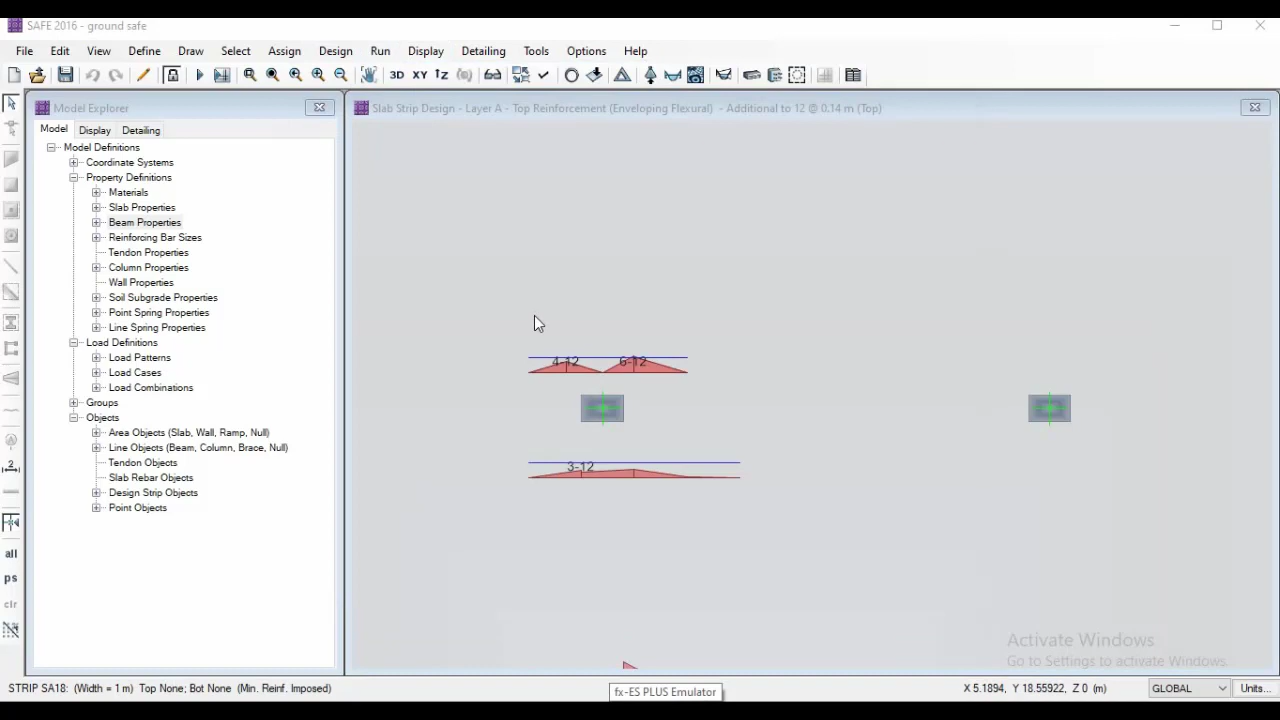 SAFE 2016 - ground safe
File Edit View Define Draw Select Assign Design Run Display Detailing Tools Options Help
3D XY
Model Explorer
Slab Strip Design - Layer A - Top Reinforcement (Enveloping Flexural) - Additional to 12 @ 0.14 m (Top)
Model Display Detailing
Model Definitions
Coordinate Systems
Property Definitions
Materials
Slab Properties
Beam Properties
Reinforcing Bar Sizes
Tendon Properties
Column Properties
Wall Properties
Soil Subgrade Properties
Point Spring Properties
Line Spring Properties
Load Definitions
Load Patterns
Load Cases
Load Combinations
Groups
Objects
Area Objects (Slab, Wall, Ramp, Null)
Line Objects (Beam, Column, Brace, Null)
Tendon Objects
Slab Rebar Objects
Design Strip Objects
Point Objects
4-12 6-12
3-12
2
all
ps
clr
Activate Windows
Go to Settings to activate Windows.
STRIP SA18: (Width = 1 m) Top None; Bot None (Min. Reinf. Imposed)
fx-ES PLUS Emulator
X 5.1894, Y 18.55922, Z 0 (m)
GLOBAL
Units...